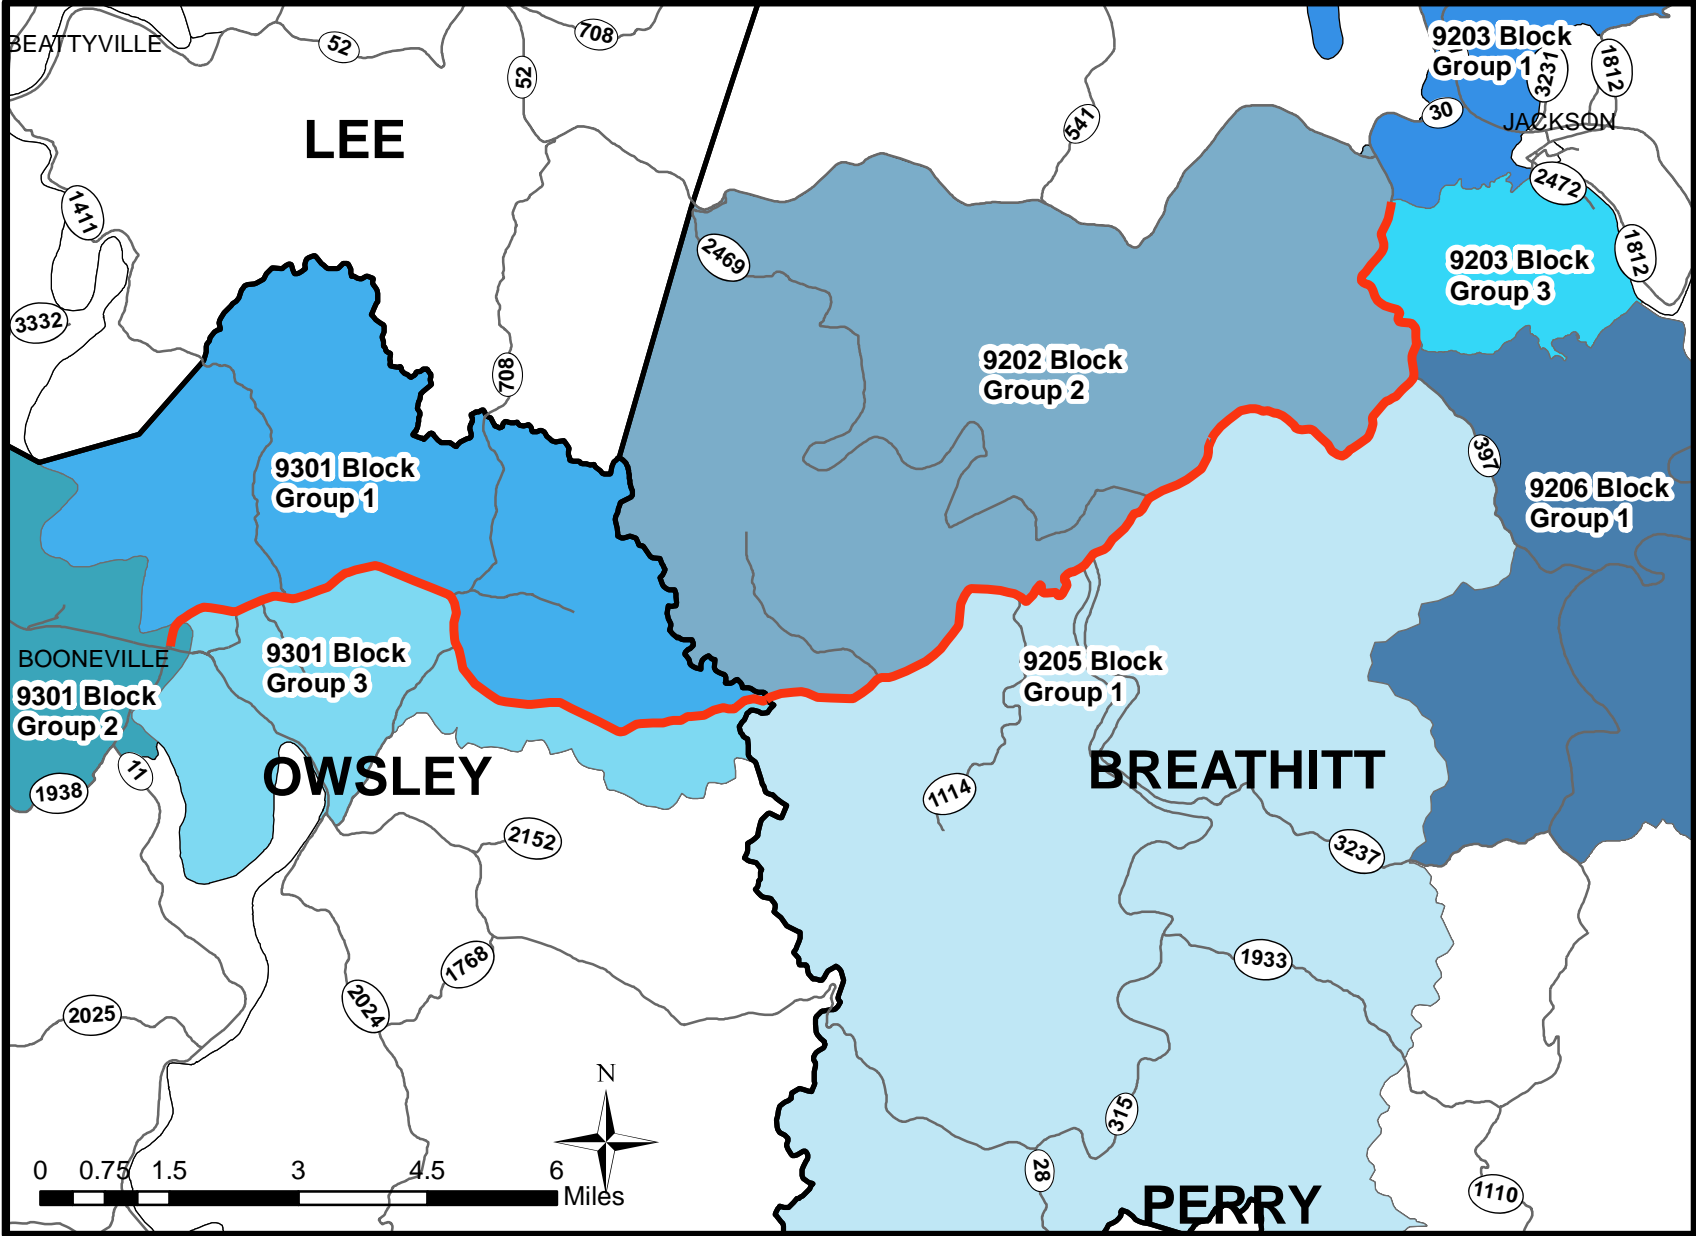 BEATTYVILLE
52
708
9203 Block
Group 1
3231
1812
52
30
JACKSON
541
LEE
2472
1411
1812
2469
9203 Block
Group 3
3332
9202 Block
Group 2
708
397
9301 Block
Group 1
9206 Block
Group 1
BOONEVILLE
9301 Block
Group 3
9205 Block
Group 1
9301 Block
Group 2
OWSLEY
BREATHITT
11
1938
1114
2152
3237
1768
1933
2024
2025
N
315
28
0 0.75 1.5 3 4.5 6
Miles
PERRY
1110